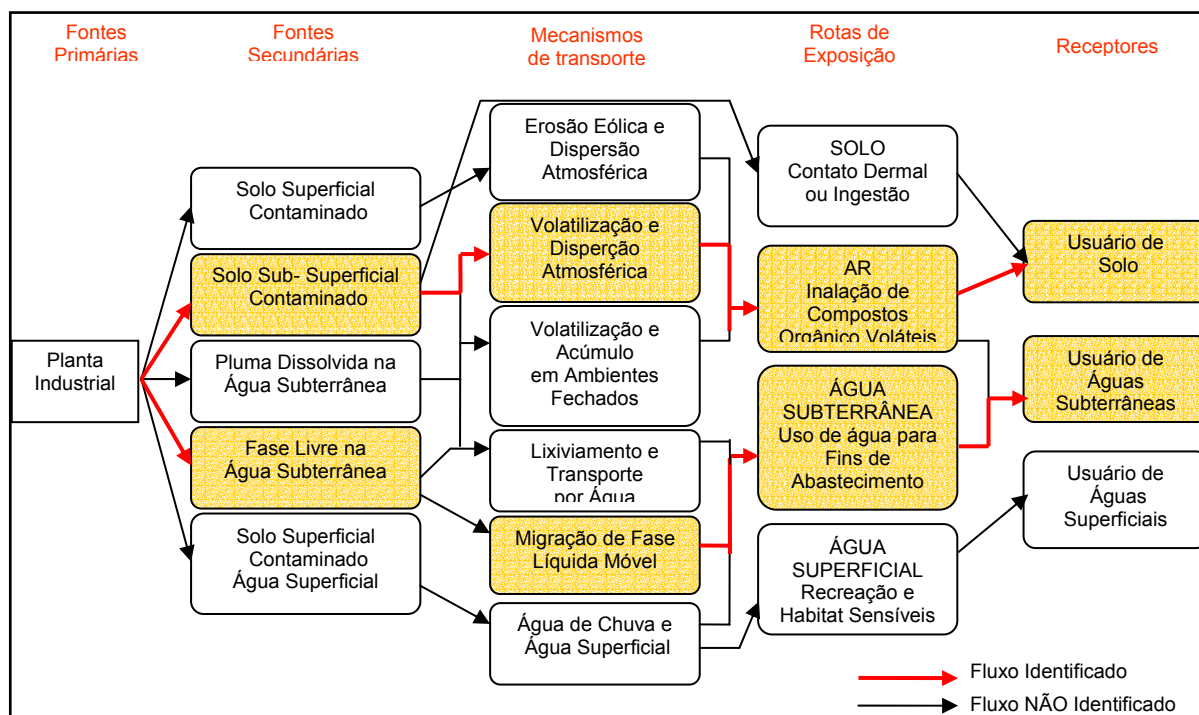 Fontes
Primárias
Fontes
Secundárias
Mecanismos
de transporte
Rotas de
Exposição
Receptores
Planta
Industrial
Solo Superficial
Contaminado
Solo Sub- Superficial
Contaminado
Pluma Dissolvida na
Água Subterrânea
Fase Livre na
Água Subterrânea
Solo Superficial
Contaminado
Água Superficial
Erosão Eólica e
Dispersão
Atmosférica
Volatilização e
Disperção
Atmosférica
Volatilização e
Acúmulo
em Ambientes
Fechados
Lixiviamento e
Transporte
por Água
Migração de Fase
Líquida Móvel
Água de Chuva e
Água Superficial
SOLO
Contato Dermal
ou Ingestão
AR
Inalação de
Compostos
Orgânico Voláteis
ÁGUA
SUBTERRÂNEA
Uso de água para
Fins de
Abastecimento
ÁGUA
SUPERFICIAL
Recreação e
Habitat Sensíveis
Usuário de
Solo
Usuário de
Águas
Subterrâneas
Usuário de
Águas
Superficiais
Fluxo Identificado
Fluxo NÃO Identificado